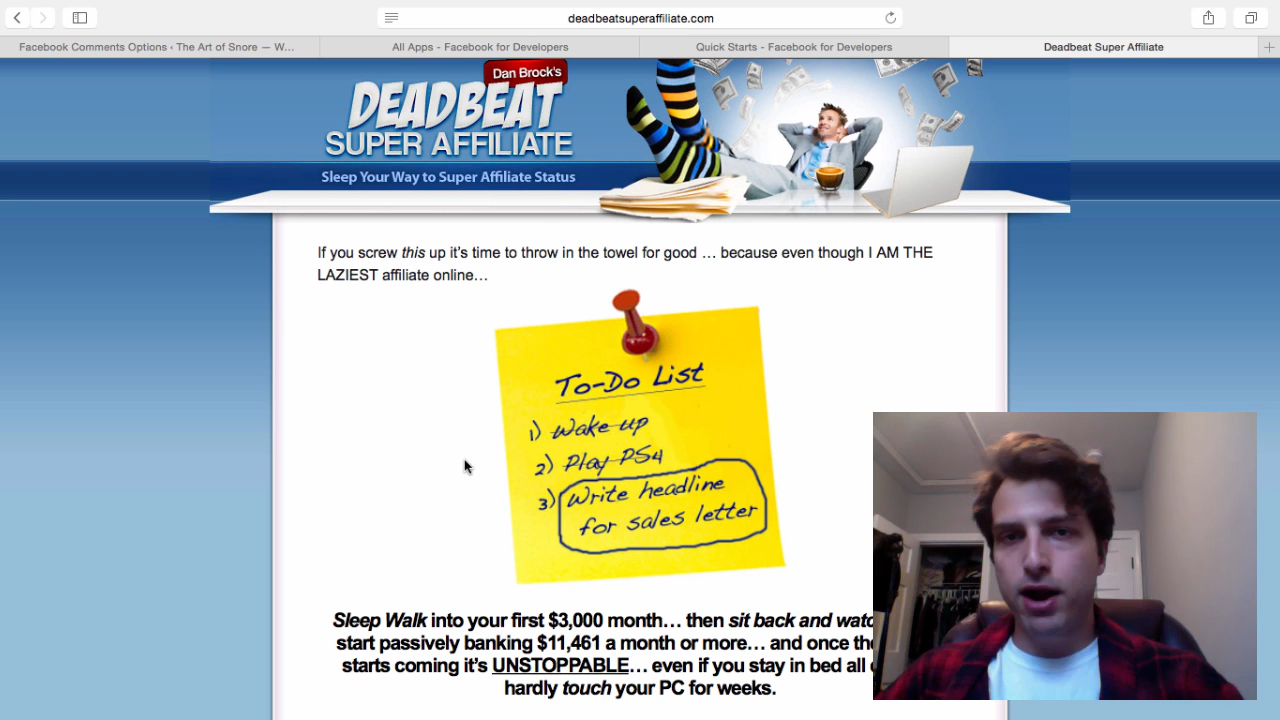 deadbeatsuperaffiliate.com
Facebook Comments Options • The Art of Snore — W...
All Apps - Facebook for Developers
Quick Starts - Facebook for Developers
Deadbeat Super Affiliate
Dan Brock's
DEADBEAT
SUPER AFFILIATE
Sleep Your Way to Super Affiliate Status
If you screw this up it's time to throw in the towel for good … because even though I AM THE
LAZIEST affiliate online…
To-Do List
1) Wake up
2) Play PS4
3) Write headline
for sales letter
Sleep Walk into your first $3,000 month… then sit back and
start passively banking $11,461 a month or more… and once
starts coming it's UNSTOPPABLE… even if you stay in bed all
hardly touch your PC for weeks.